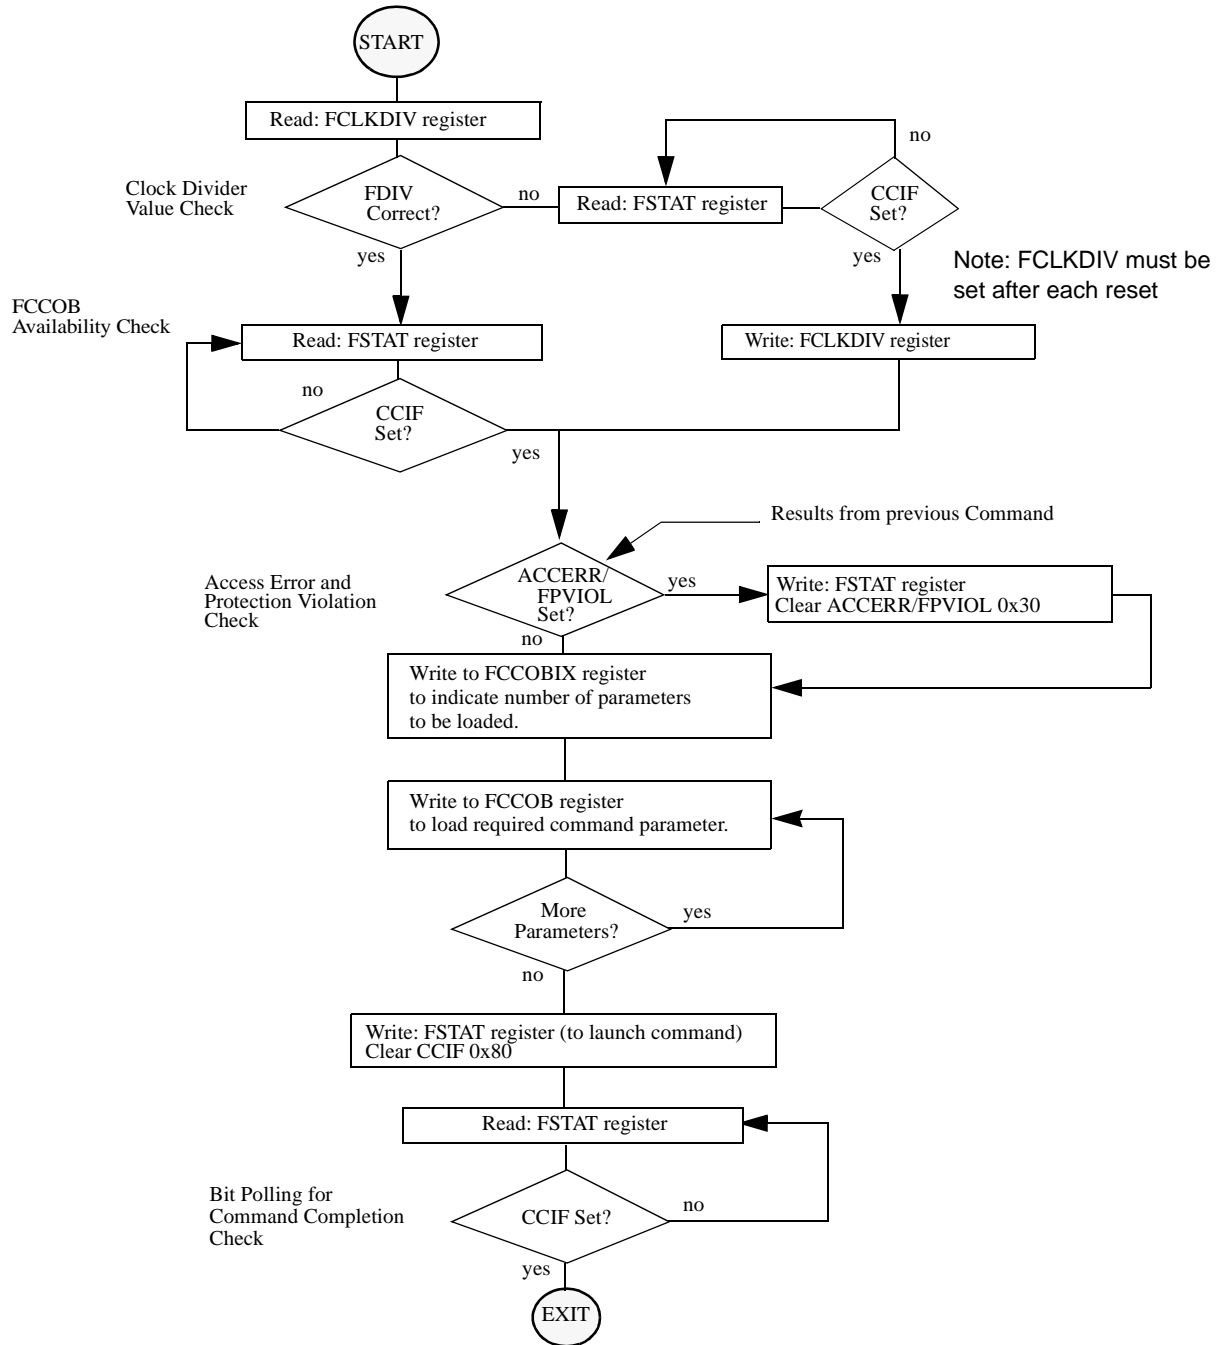 START
Read: FCLKDIV register
no
Clock Divider
Value Check
FDIV
Correct?
no
Read: FSTAT register
CCIF
Set?
yes
yes
Note: FCLKDIV must be
set after each reset
FCCOB
Availability Check
Read: FSTAT register
Write: FCLKDIV register
no
CCIF
Set?
yes
Results from previous Command
Access Error and
Protection Violation
Check
ACCERR/
FPVIOL
Set?
yes
Write: FSTAT register
Clear ACCERR/FPVIOL 0x30
no
Write to FCCOBIX register
to indicate number of parameters
to be loaded.
Write to FCCOB register
to load required command parameter.
More
Parameters?
yes
no
Write: FSTAT register (to launch command)
Clear CCIF 0x80
Read: FSTAT register
Bit Polling for
Command Completion
Check
CCIF Set?
no
yes
EXIT